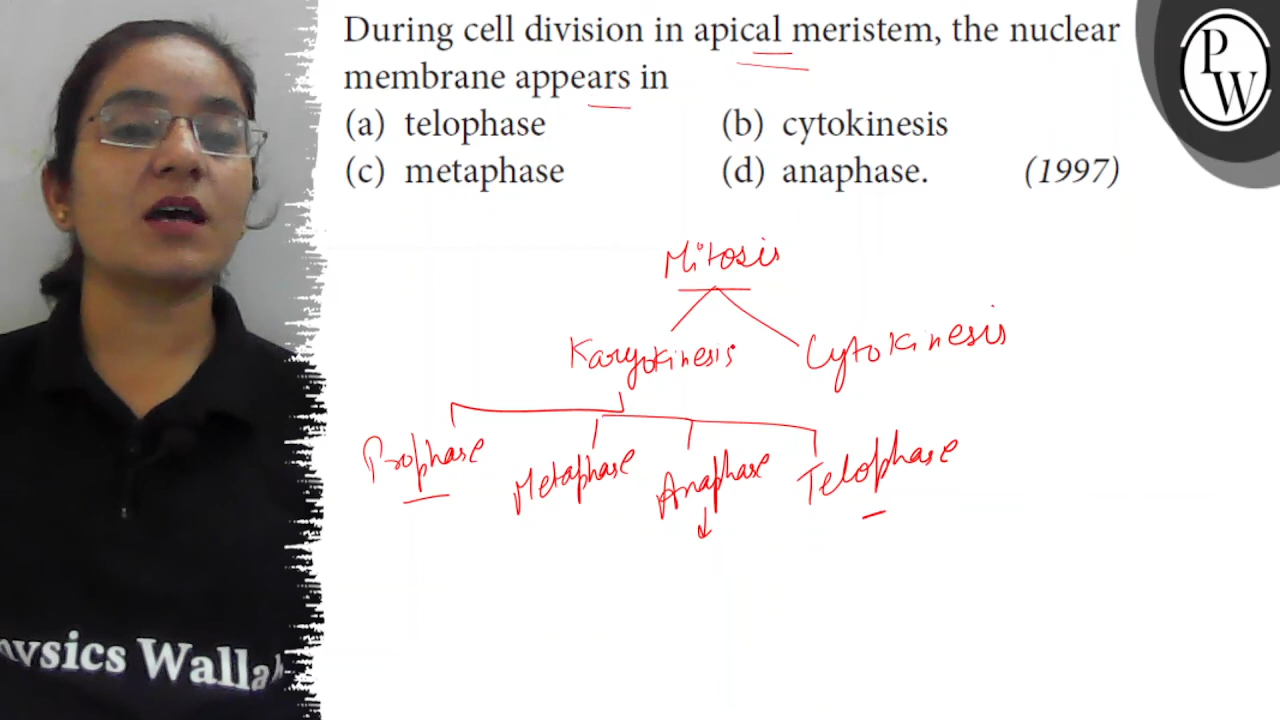 During cell division in apical meristem, the nuclear
membrane appears in
(a) telophase (b) cytokinesis
(c) metaphase (d) anaphase. (1997)
PW
Mitosis
Karyokinesis Cytokinesis
Prophase Metaphase Anaphase Telophase
hysics Wallah